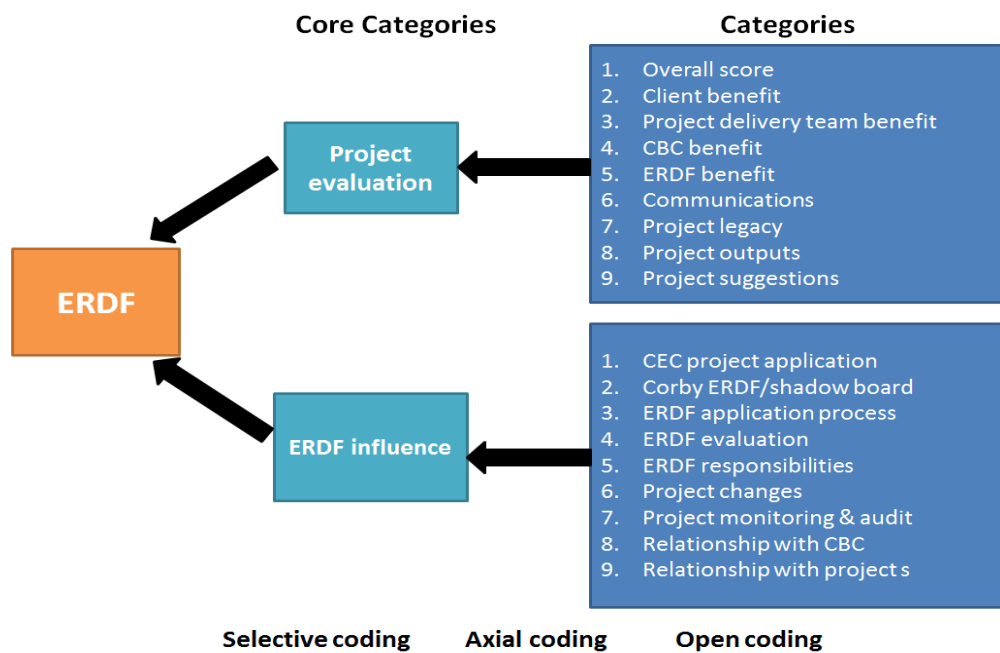 Core Categories
Categories
1. Overall score
2. Client benefit
3. Project delivery team benefit
4. CBC benefit
5. ERDF benefit
6. Communications
7. Project legacy
8. Project outputs
9. Project suggestions
Project
evaluation
ERDF
ERDF influence
1. CEC project application
2. Corby ERDF/shadow board
3. ERDF application process
4. ERDF evaluation
5. ERDF responsibilities
6. Project changes
7. Project monitoring & audit
8. Relationship with CBC
9. Relationship with projects
Selective coding
Axial coding
Open coding